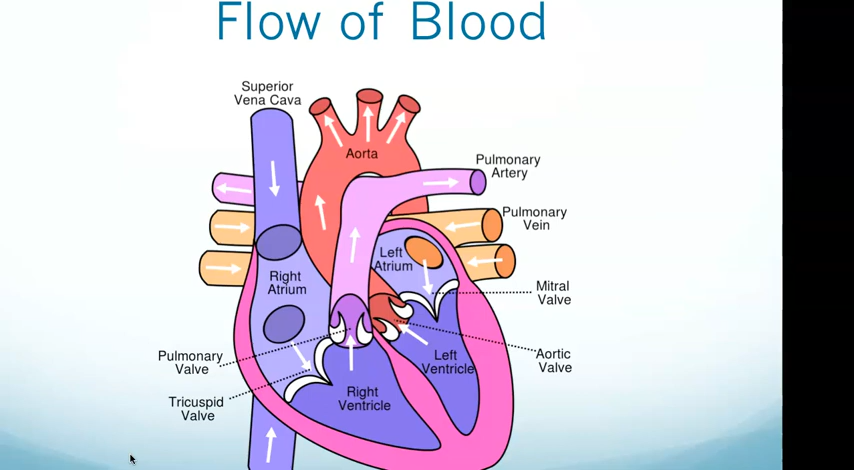 Flow of Blood
Superior
Vena Cava
Aorta
Pulmonary
Artery
Pulmonary
Vein
Left
Atrium
Right
Atrium
Mitral
Valve
Pulmonary
Valve
Left
Ventricle
Aortic
Valve
Tricuspid
Valve
Right
Ventricle